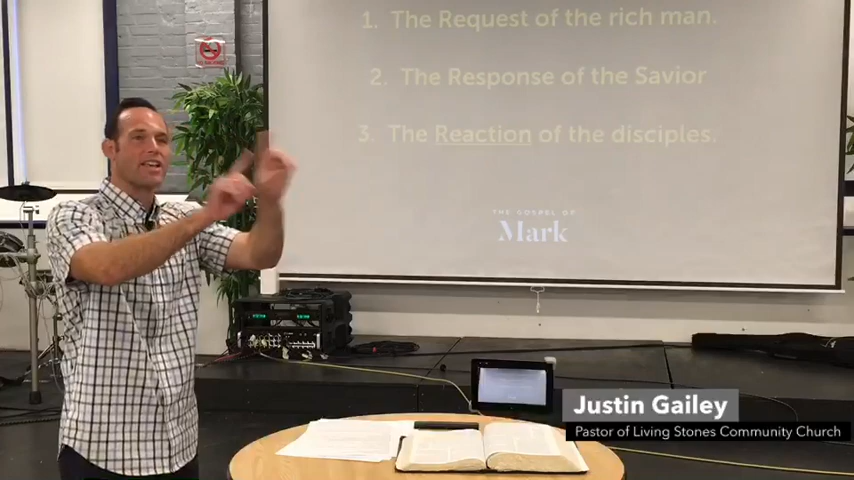 1. The Request of the rich man.
2. The Response of the Savior
3. The Reaction of the disciples.
THE GOSPEL OF
Mark
Justin Gailey
Pastor of Living Stones Community Church